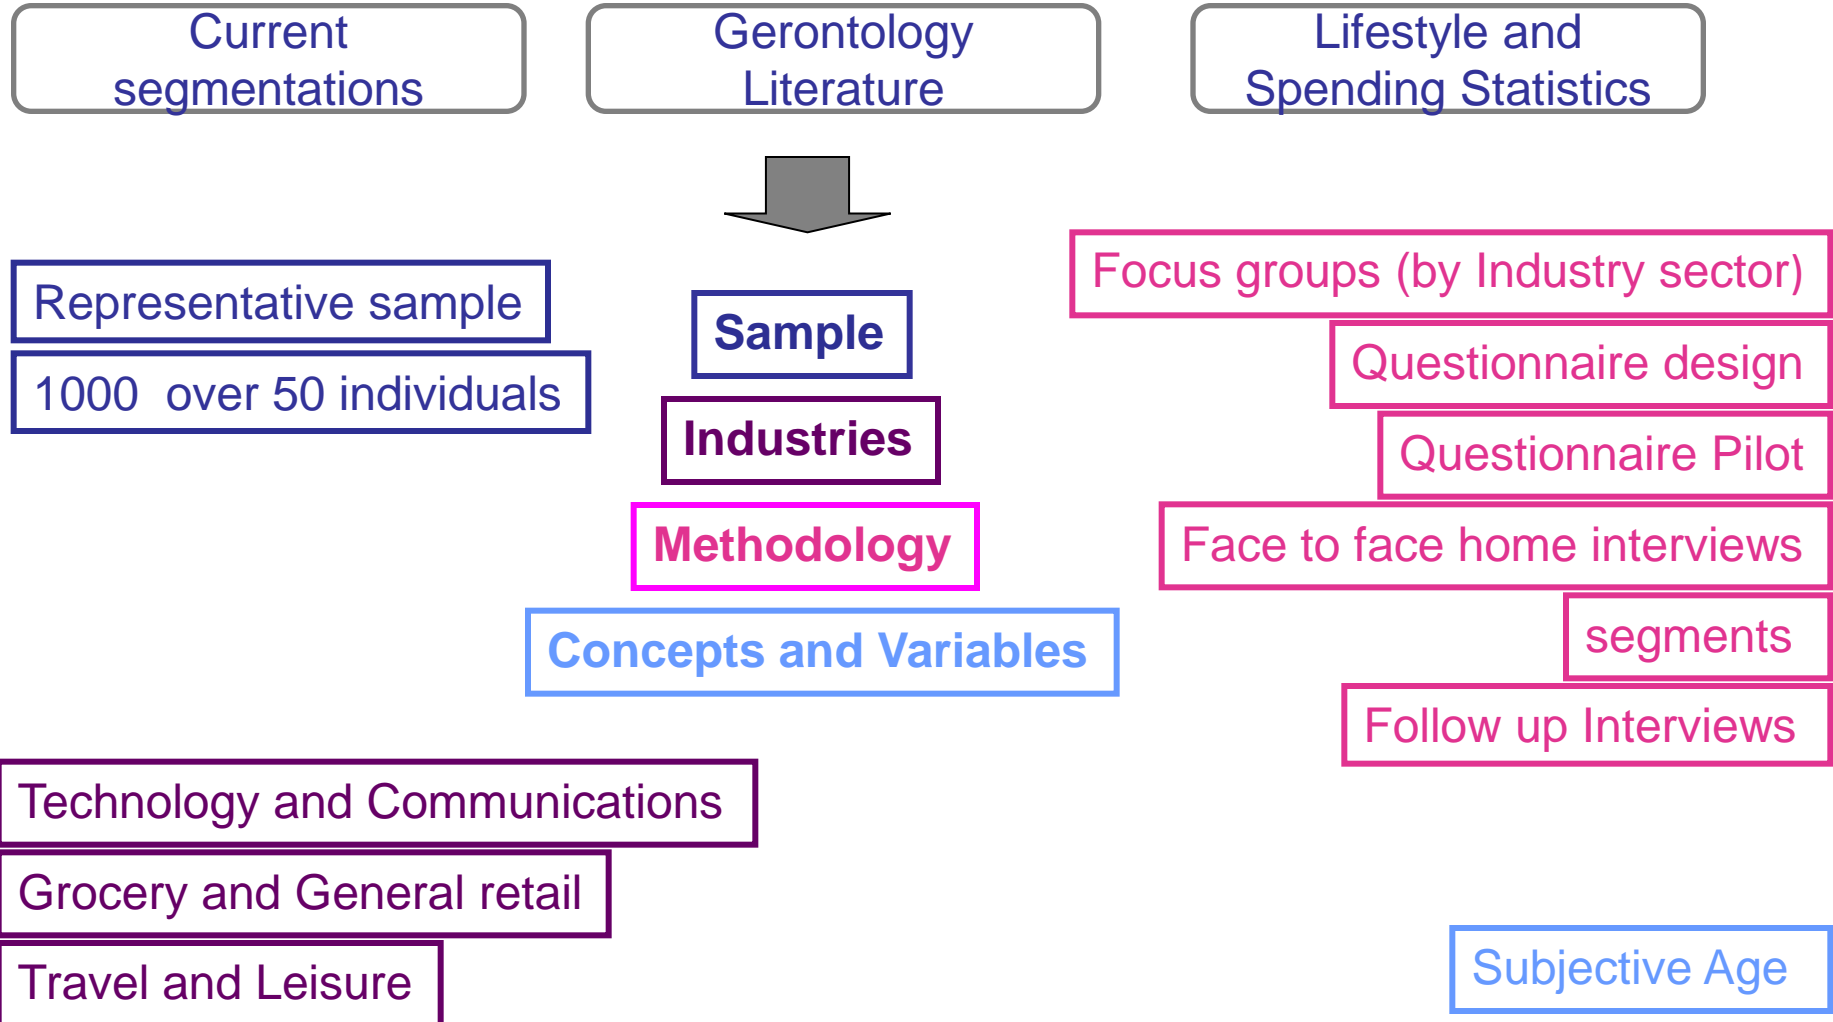 Current
segmentations
Gerontology
Literature
Lifestyle and
Spending Statistics
Representative sample
1000 over 50 individuals
Sample
Industries
Methodology
Concepts and Variables
Focus groups (by Industry sector)
Questionnaire design
Questionnaire Pilot
Face to face home interviews
segments
Follow up Interviews
Technology and Communications
Grocery and General retail
Travel and Leisure
Subjective Age